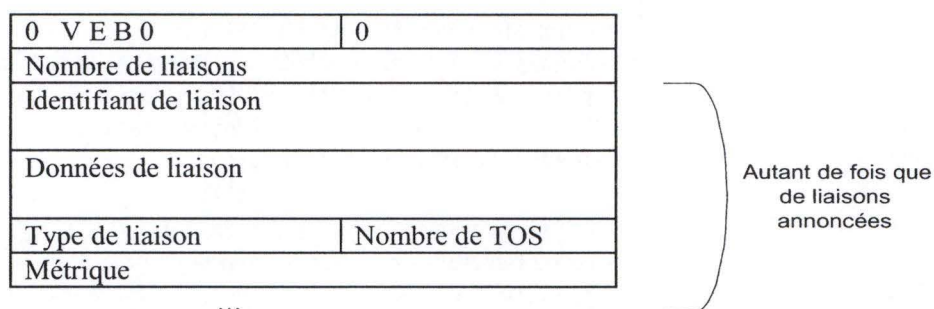 0 V E B 0 0
Nombre de liaisons
Identifiant de liaison
Données de liaison
Type de liaison Nombre de TOS
Métrique
...
Autant de fois que
de liaisons
annoncées